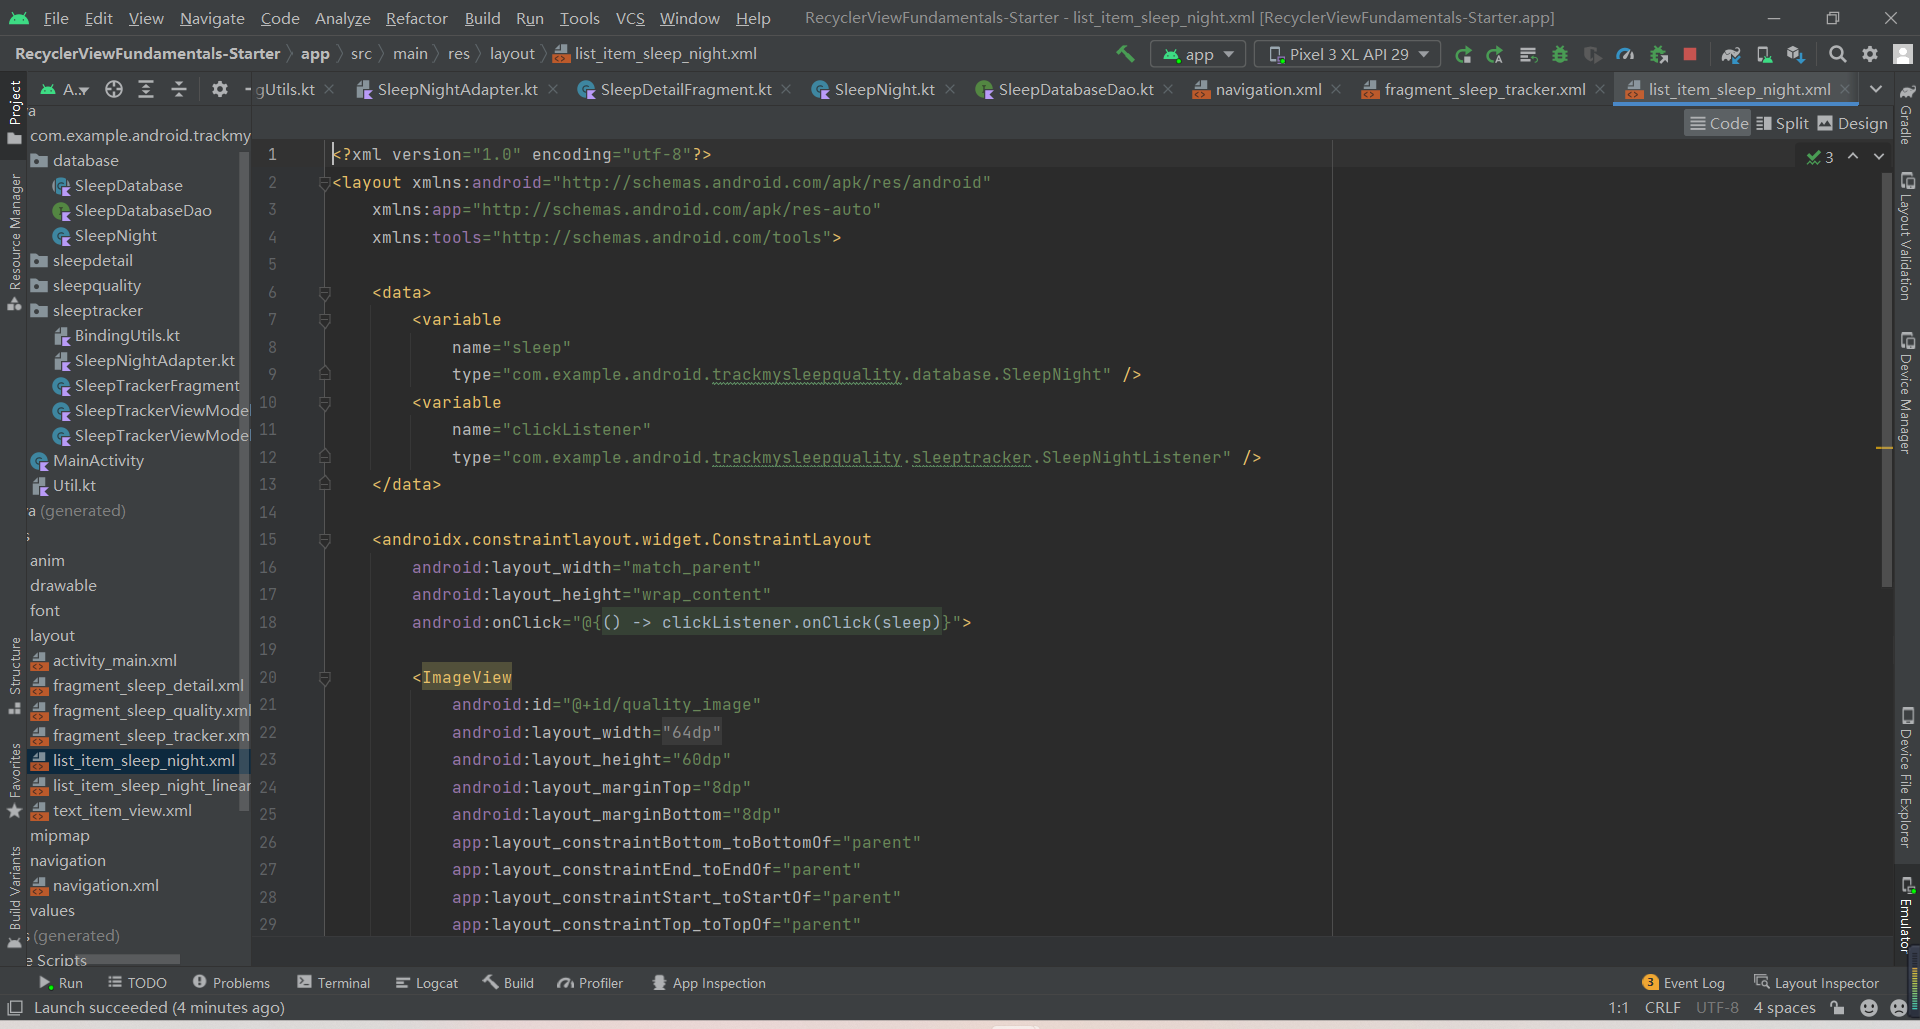 File Edit View Navigate Code Analyze Refactor Build Run Tools VCS Window Help RecyclerViewFundamentals-Starter - list_item_sleep_night.xml [RecyclerViewFundamentals-Starter.app]
RecyclerViewFundamentals-Starter app src main res layout list_item_sleep_night.xml app Pixel 3 XL API 29
A... gUtils.kt SleepNightAdapter.kt SleepDetailFragment.kt SleepNight.kt SleepDatabaseDao.kt navigation.xml fragment_sleep_tracker.xml list_item_sleep_night.xml
Code Split Design
3
Project
Resource Manager
Structure
Favorites
Build Variants
a
com.example.android.trackmy
database
SleepDatabase
SleepDatabaseDao
SleepNight
sleepdetail
sleepquality
sleeptracker
BindingUtils.kt
SleepNightAdapter.kt
SleepTrackerFragment
SleepTrackerViewModel
SleepTrackerViewModel
MainActivity
Util.kt
a (generated)
s
anim
drawable
font
layout
activity_main.xml
fragment_sleep_detail.xml
fragment_sleep_quality.xml
fragment_sleep_tracker.xm
list_item_sleep_night.xml
list_item_sleep_night_linear
text_item_view.xml
mipmap
navigation
navigation.xml
values
s (generated)
e Scripts
1 <?xml version="1.0" encoding="utf-8"?>
2 <layout xmlns:android="http://schemas.android.com/apk/res/android"
3 xmlns:app="http://schemas.android.com/apk/res-auto"
4 xmlns:tools="http://schemas.android.com/tools">
5
6 <data>
7 <variable
8 name="sleep"
9 type="com.example.android.trackmysleepquality.database.SleepNight" />
10 <variable
11 name="clickListener"
12 type="com.example.android.trackmysleepquality.sleeptracker.SleepNightListener" />
13 </data>
14
15 <androidx.constraintlayout.widget.ConstraintLayout
16 android:layout_width="match_parent"
17 android:layout_height="wrap_content"
18 android:onClick="@{() -> clickListener.onClick(sleep)}">
19
20 <ImageView
21 android:id="@+id/quality_image"
22 android:layout_width="64dp"
23 android:layout_height="60dp"
24 android:layout_marginTop="8dp"
25 android:layout_marginBottom="8dp"
26 app:layout_constraintBottom_toBottomOf="parent"
27 app:layout_constraintEnd_toEndOf="parent"
28 app:layout_constraintStart_toStartOf="parent"
29 app:layout_constraintTop_toTopOf="parent"
Gradle
Layout Validation
Device Manager
Device File Explorer
Emulator
Run TODO Problems Terminal Logcat Build Profiler App Inspection 3 Event Log Layout Inspector
Launch succeeded (4 minutes ago) 1:1 CRLF UTF-8 4 spaces